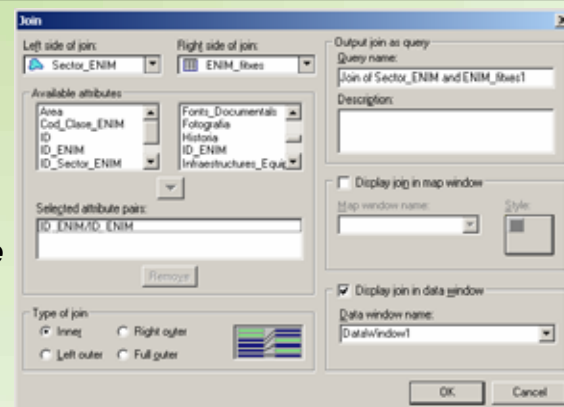 Join
Left side of join:
Sector_ENIM
Right side of join:
ENIM_fitxes
Available attributes
Area
Cod_Clase_ENIM
ID
ID_ENIM
ID_Sector_ENIM
Fonts_Documentals
Fotografia
Historia
ID_ENIM
Infraestructures_Equip
Selected attribute pairs:
ID_ENIM/ID_ENIM
Remove
Type of join
Inner
Right outer
Left outer
Full outer
Output join as query
Query name:
Join of Sector_ENIM and ENIM_fitxes1
Description:
Display join in map window
Map window name:
Style:
Display join in data window
Data window name:
DataWindow1
OK
Cancel
e